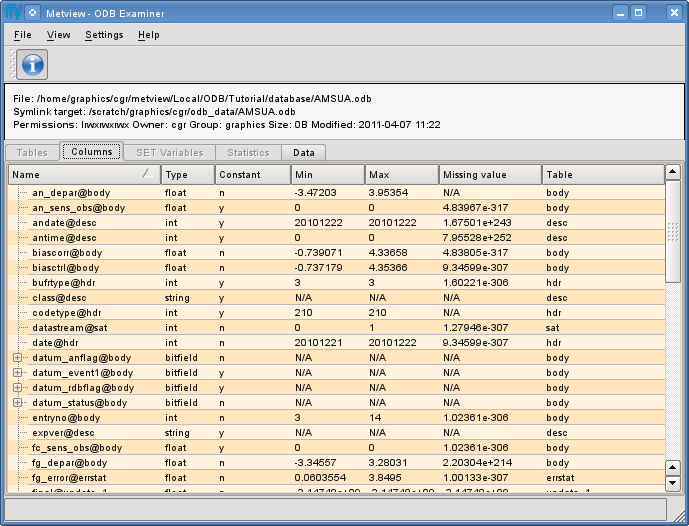 Metview - ODB Examiner
File View Settings Help
File: /home/graphics/cgr/metview/Local/ODB/Tutorial/database/AMSUA.odb
Symlink target: /scratch/graphics/cgr/odb_data/AMSUA.odb
Permissions: lrwxrwxrwx Owner: cgr Group: graphics Size: 0B Modified: 2011-04-07 11:22
Tables Columns SET Variables Statistics Data
Name Type Constant Min Max Missing value Table
an_depar@body float n -3.47203 3.95354 N/A body
an_sens_obs@body float y 0 0 4.83967e-317 body
andate@desc int y 20101222 20101222 1.67501e+243 desc
antime@desc int y 0 0 7.95528e+252 desc
biascorr@body float n -0.739071 4.33658 4.83805e-317 body
biasctrl@body float n -0.737179 4.35366 9.34599e-307 body
bufrtype@hdr int y 3 3 1.60221e-306 hdr
class@desc string y N/A N/A N/A desc
codetype@hdr int y 210 210 N/A hdr
datastream@sat int n 0 1 1.27946e-307 sat
date@hdr int n 20101221 20101222 9.34599e-307 hdr
datum_anflag@body bitfield n N/A N/A N/A body
datum_event1@body bitfield y N/A N/A N/A body
datum_rdbflag@body bitfield y N/A N/A N/A body
datum_status@body bitfield n N/A N/A N/A body
entryno@body int n 3 14 1.02361e-306 body
expver@desc string y N/A N/A N/A desc
fc_sens_obs@body float y 0 0 1.02361e-306 body
fg_depar@body float n -3.34557 3.28031 2.20304e+214 body
fg_error@errstat float n 0.0603554 3.8495 1.00133e-307 errstat